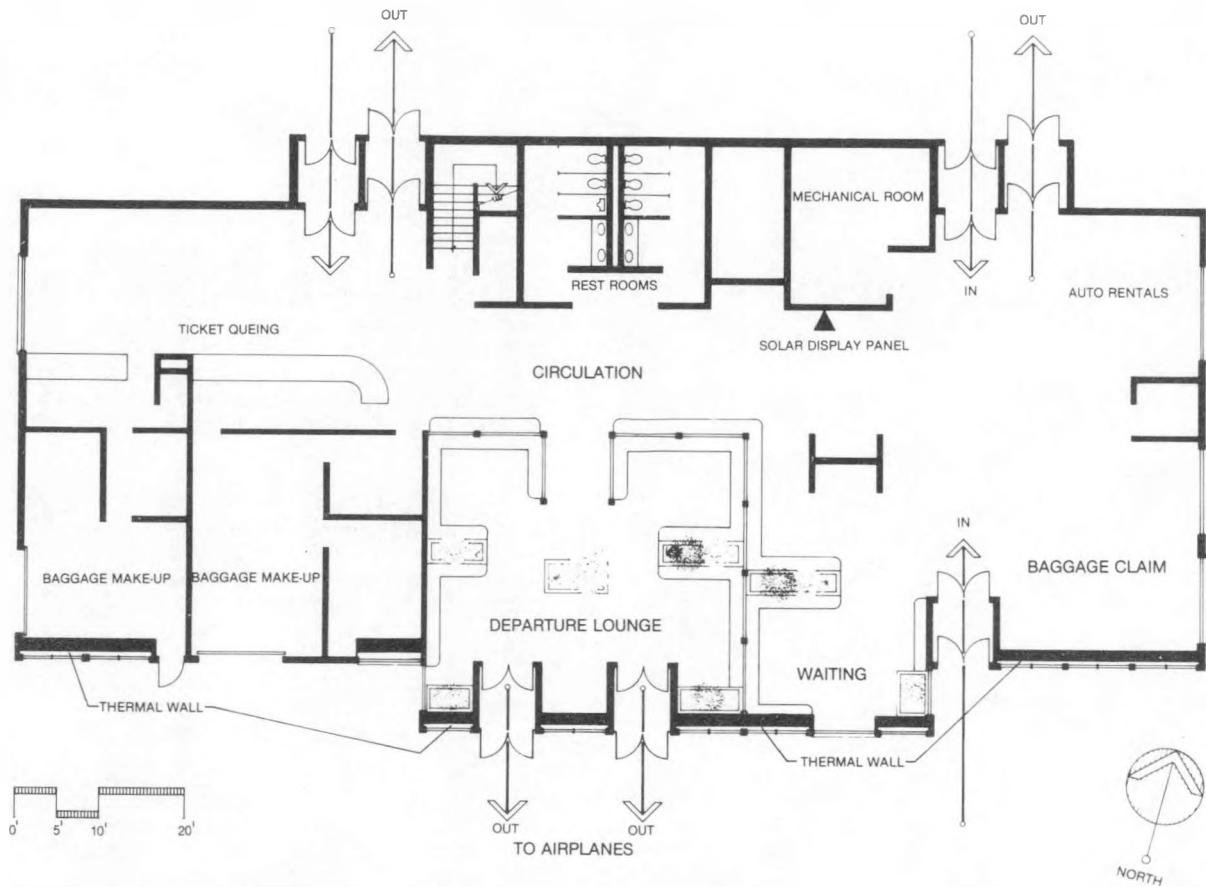 OUT
OUT
MECHANICAL ROOM
REST ROOMS
IN
AUTO RENTALS
TICKET QUEING
SOLAR DISPLAY PANEL
CIRCULATION
IN
BAGGAGE MAKE-UP
BAGGAGE MAKE-UP
BAGGAGE CLAIM
DEPARTURE LOUNGE
WAITING
THERMAL WALL
THERMAL WALL
0' 5' 10' 20'
OUT
OUT
TO AIRPLANES
NORTH